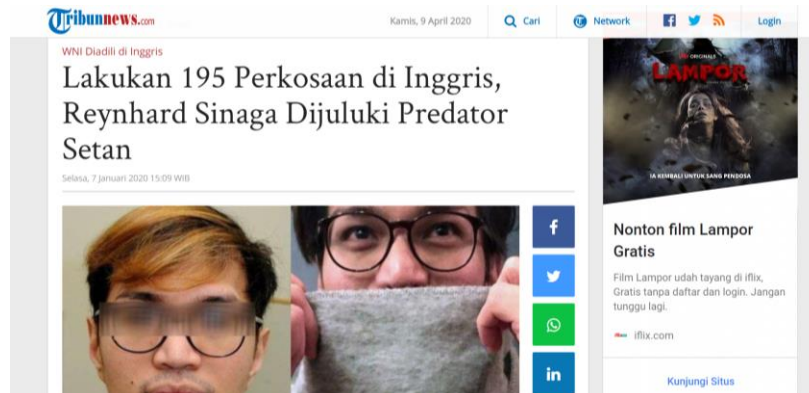 Tribunnews.com
Kamis, 9 April 2020
Cari
Network
Login
WNI Diadili di Inggris
Lakukan 195 Perkosaan di Inggris,
Reynhard Sinaga Dijuluki Predator
Setan
Selasa, 7 Januari 2020 15:09 WIB
ORIGINALS
LAMPOR
IA KEMBALI UNTUK SANG PENDOSA
Nonton film Lampor
Gratis
Film Lampor udah tayang di iflix,
Gratis tanpa daftar dan login. Jangan
tunggu lagi.
iflix.com
Kunjungi Situs